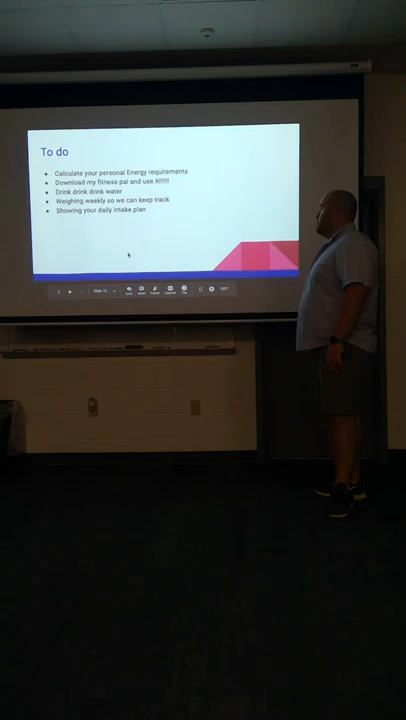 To do
Calculate your personal Energy requirements
Download my fitness pal and use it!!!!!!
Drink drink drink water
Weighing weekly so we can keep track
Showing your daily intake plan
EXIT